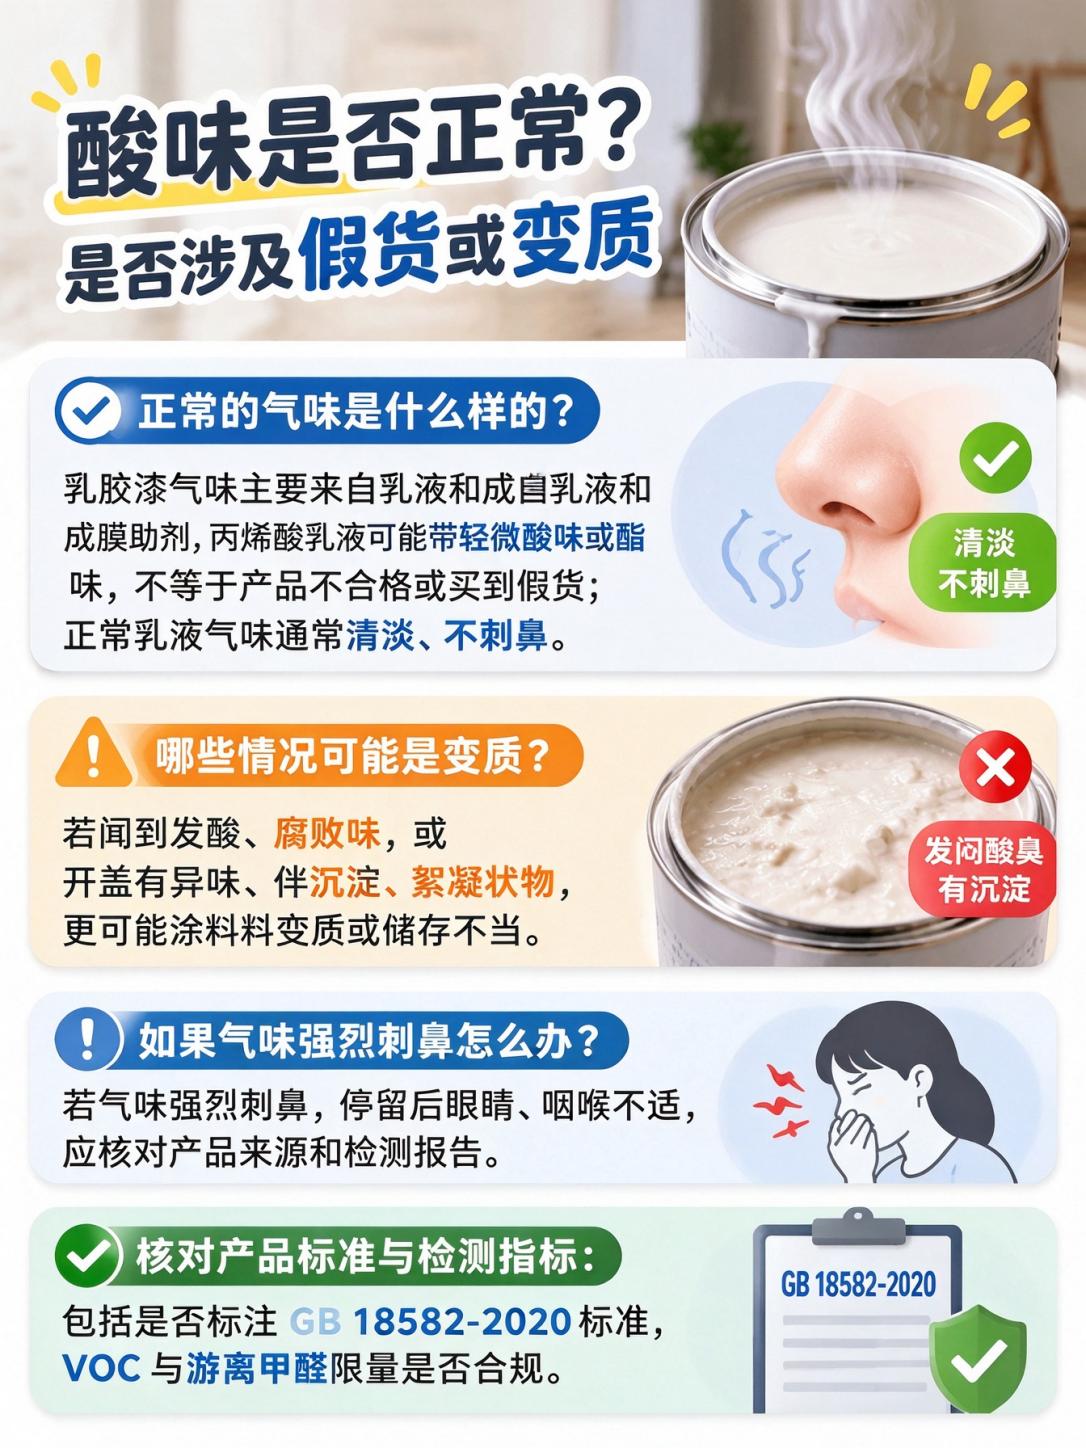 酸味是否正常？
是否涉及假货或变质
正常的气味是什么样的？
乳胶漆气味主要来自乳液和成自乳液和
成膜助剂，丙烯酸乳液可能带轻微酸味或酯
味，不等于产品不合格或买到假货；
正常乳液气味通常清淡、不刺鼻。
清淡
不刺鼻
哪些情况可能是变质？
若闻到发酸、腐败味，或
开盖有异味、伴沉淀、絮凝状物，
更可能涂料料变质或储存不当。
发闷酸臭
有沉淀
如果气味强烈刺鼻怎么办？
若气味强烈刺鼻，停留后眼睛、咽喉不适，
应核对产品来源和检测报告。
核对产品标准与检测指标：
包括是否标注 GB 18582-2020 标准，
VOC 与游离甲醛限量是否合规。
GB 18582-2020